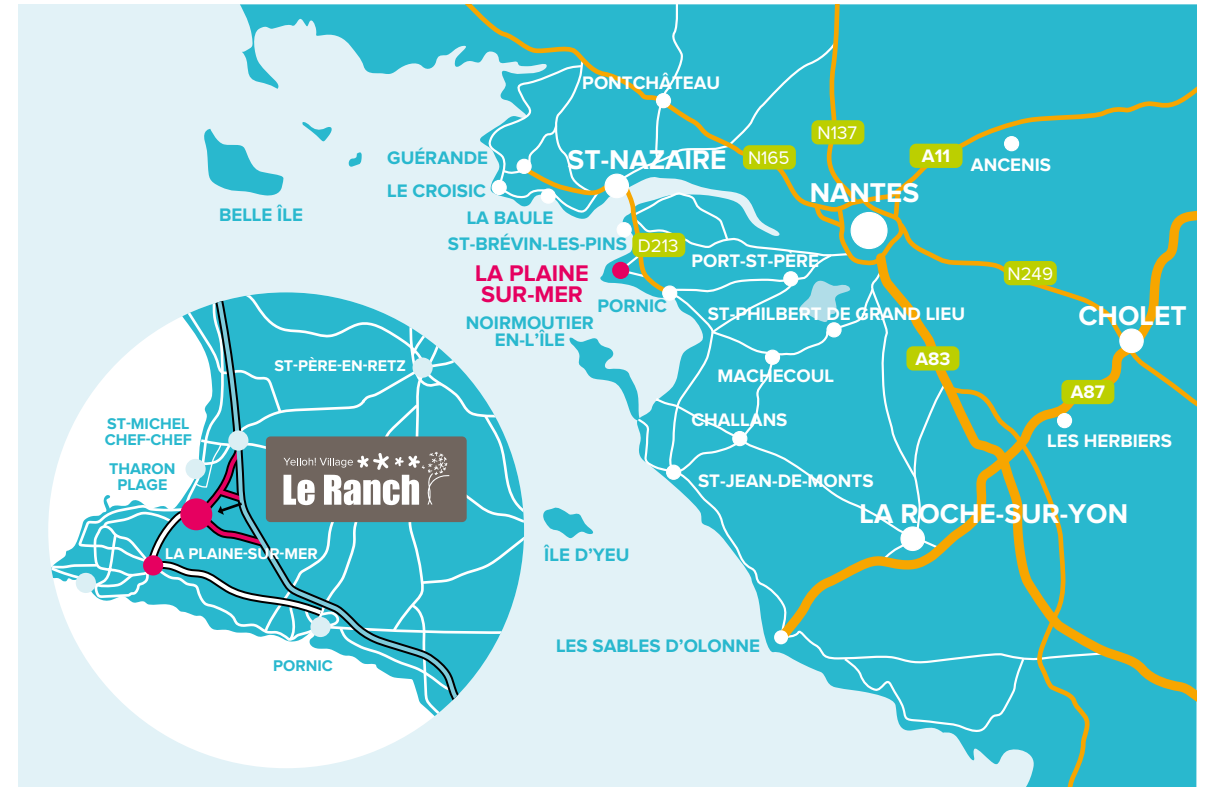 PONTCHÂTEAU
N137
N165
A11
ANCENIS
GUÉRANDE
ST-NAZAIRE
LE CROISIC
NANTES
LA BAULE
BELLE ÎLE
ST-BRÉVIN-LES-PINS
D213
PORT-ST-PÈRE
LA PLAINE
SUR-MER
N249
PORNIC
ST-PHILBERT DE GRAND LIEU
CHOLET
NOIRMOUTIER
EN-L'ÎLE
A83
MACHECOUL
A87
CHALLANS
LES HERBIERS
ST-JEAN-DE-MONTS
LA ROCHE-SUR-YON
ÎLE D'YEU
LES SABLES D'OLONNE
ST-PÈRE-EN-RETZ
ST-MICHEL
CHEF-CHEF
THARON
PLAGE
Yelloh! Village
Le Ranch
LA PLAINE-SUR-MER
PORNIC